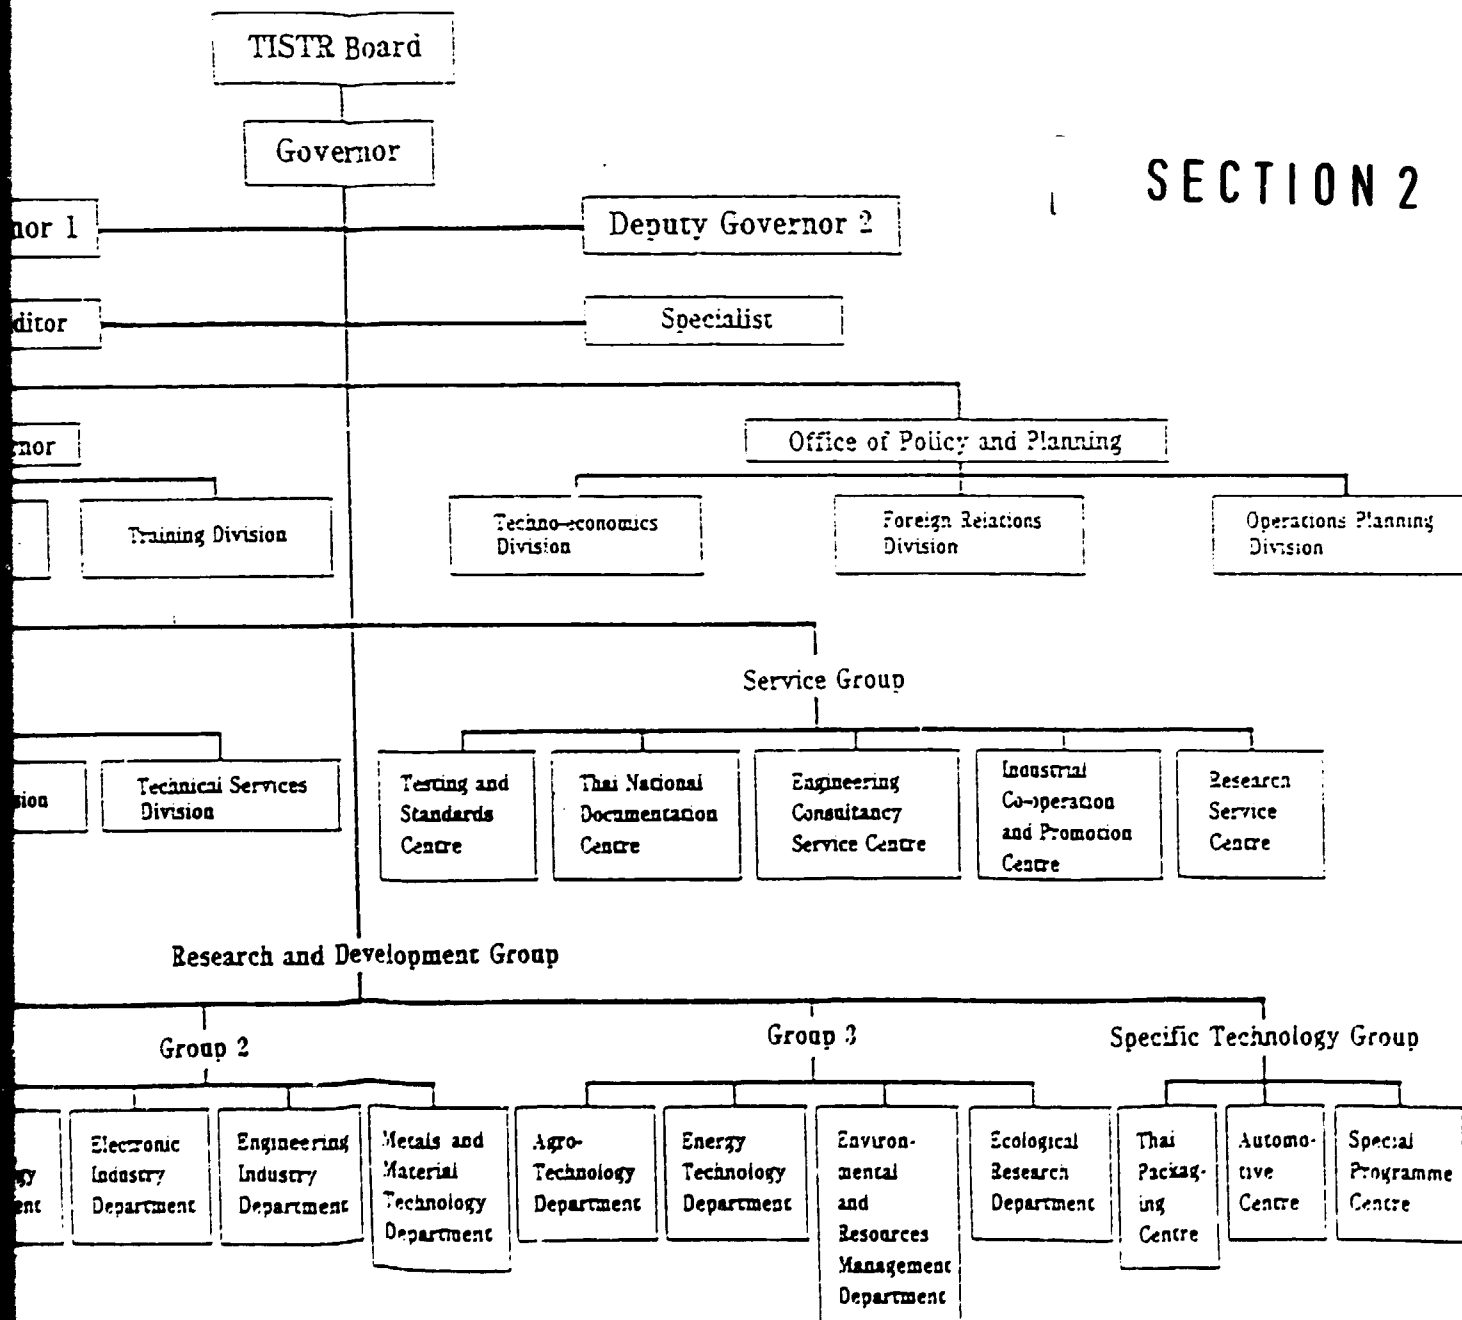 TISTR Board
Governor
SECTION 2
nor 1
Deputy Governor 2
ditor
Specialist
nor
Office of Policy and Planning
Training Division
Techno-economics
Division
Foreign Relations
Division
Operations Planning
Division
Service Group
sion
Technical Services
Division
Testing and
Standards
Centre
Thai National
Documentation
Centre
Engineering
Consultancy
Service Centre
Industrial
Co-operation
and Promotion
Centre
Research
Service
Centre
Research and Development Group
Group 2
Group 3
Specific Technology Group
gy
ent
Electronic
Industry
Department
Engineering
Industry
Department
Metals and
Material
Technology
Department
Agro-
Technology
Department
Energy
Technology
Department
Environ-
mental
and
Resources
Management
Department
Ecological
Research
Department
Thai
Packag-
ing
Centre
Automo-
tive
Centre
Special
Programme
Centre